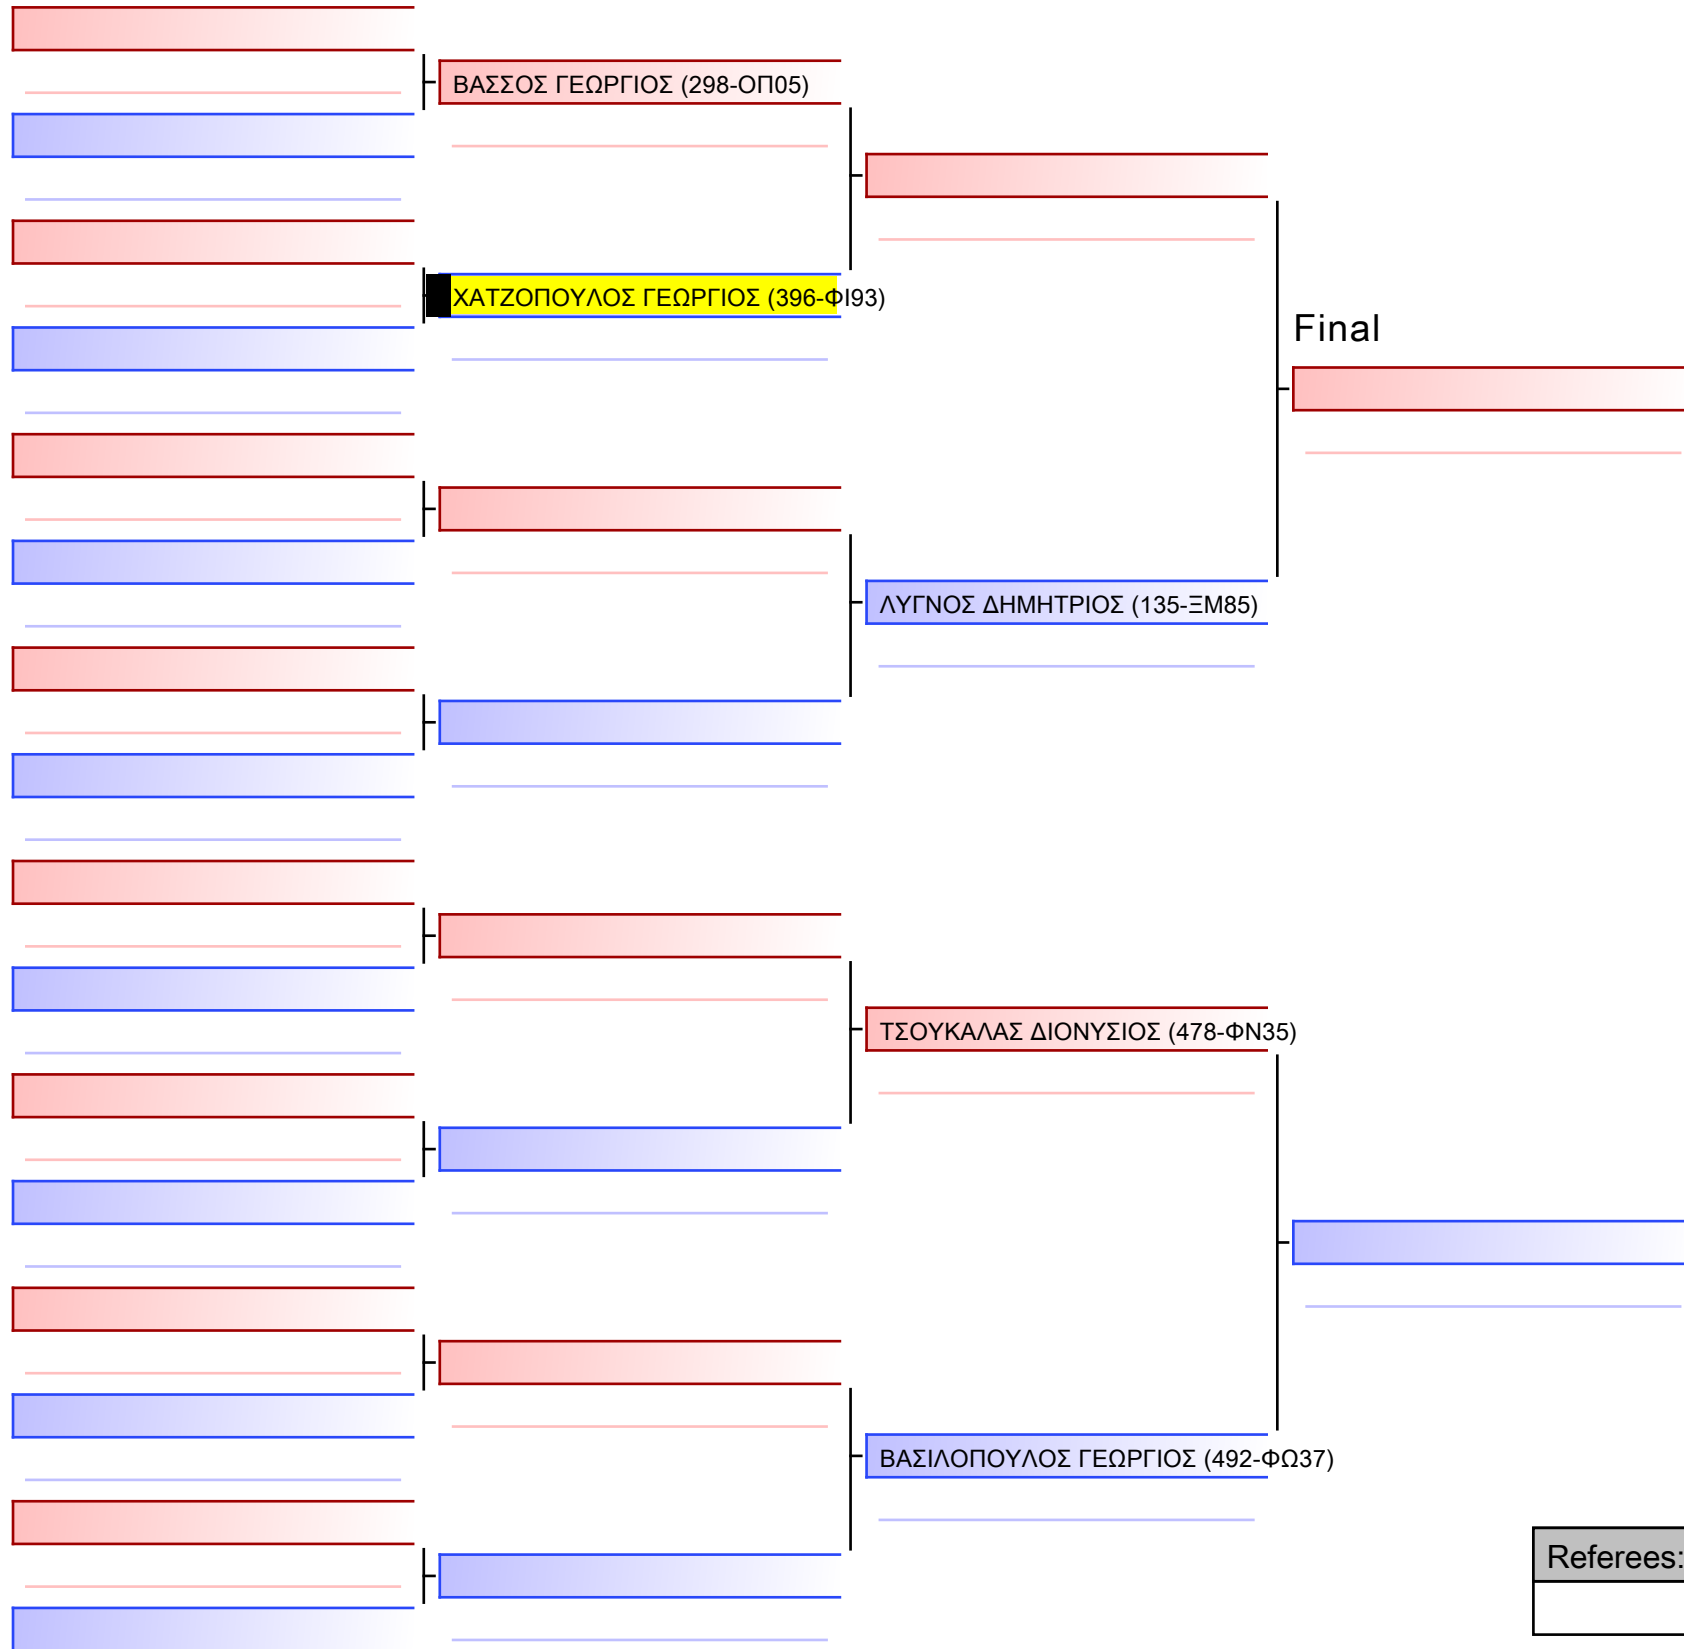 ΒΑΣΣΟΣ ΓΕΩΡΓΙΟΣ (298-ΟΠ05)
ΧΑΤΖΟΠΟΥΛΟΣ ΓΕΩΡΓΙΟΣ (396-ΦΙ93)
Final
ΛΥΓΝΟΣ ΔΗΜΗΤΡΙΟΣ (135-ΞΜ85)
ΤΣΟΥΚΑΛΑΣ ΔΙΟΝΥΣΙΟΣ (478-ΦΝ35)
ΒΑΣΙΛΟΠΟΥΛΟΣ ΓΕΩΡΓΙΟΣ (492-ΦΩ37)
Referees: